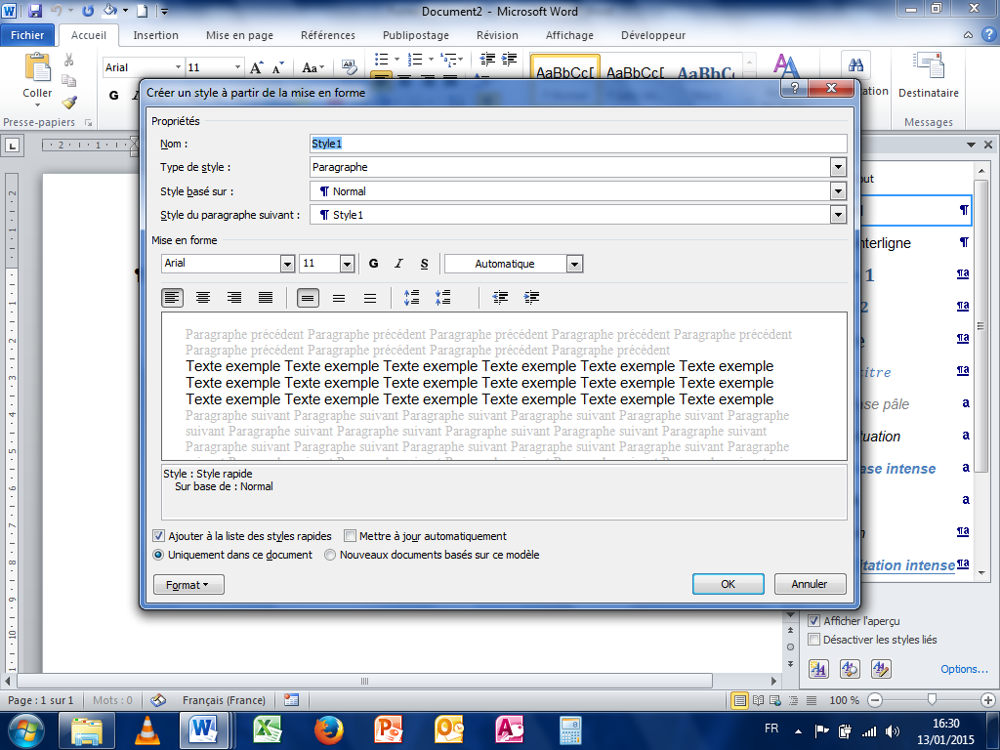 Document2 - Microsoft Word
Fichier Accueil Insertion Mise en page Références Publipostage Révision Affichage Développeur
Coller
Arial 11
Aa
AaBbCc[ AaBbCc[ AaBbCc
G
Presse-papiers
Destinataire
Messages
Créer un style à partir de la mise en forme
Propriétés
Nom : Style1
Type de style : Paragraphe
Style basé sur : ¶ Normal
Style du paragraphe suivant : ¶ Style1
Mise en forme
Arial 11 G I S Automatique
Paragraphe précédent Paragraphe précédent Paragraphe précédent Paragraphe précédent Paragraphe précédent
Paragraphe précédent Paragraphe précédent Paragraphe précédent Paragraphe précédent
Texte exemple Texte exemple Texte exemple Texte exemple Texte exemple Texte exemple
Texte exemple Texte exemple Texte exemple Texte exemple Texte exemple Texte exemple
Texte exemple Texte exemple Texte exemple Texte exemple Texte exemple Texte exemple
Paragraphe suivant Paragraphe suivant Paragraphe suivant Paragraphe suivant Paragraphe
suivant Paragraphe suivant Paragraphe suivant Paragraphe suivant Paragraphe suivant
Paragraphe suivant Paragraphe suivant Paragraphe suivant Paragraphe suivant Paragraphe
Style : Style rapide
Sur base de : Normal
Ajouter à la liste des styles rapides Mettre à jour automatiquement
Uniquement dans ce document Nouveaux documents basés sur ce modèle
Format OK Annuler
out
nterligne ¶
1 ¶a
2 ¶a
¶a
sitre ¶a
se pâle a
tuation a
ase intense a
a
¶a
itation intense ¶a
Afficher l'aperçu
Désactiver les styles liés
Options...
Page : 1 sur 1 Mots : 0 Français (France) 100 %
FR 16:30
13/01/2015